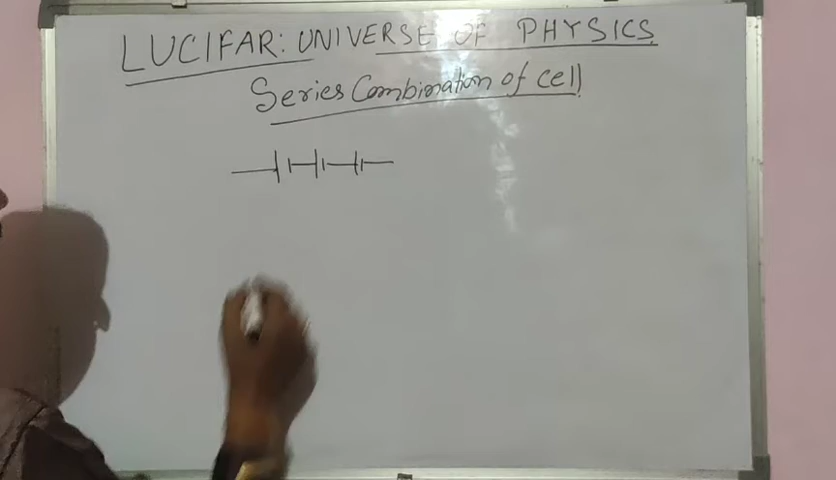 LUCIFAR: UNIVERSE OF PHYSICS
Series Combination of cell